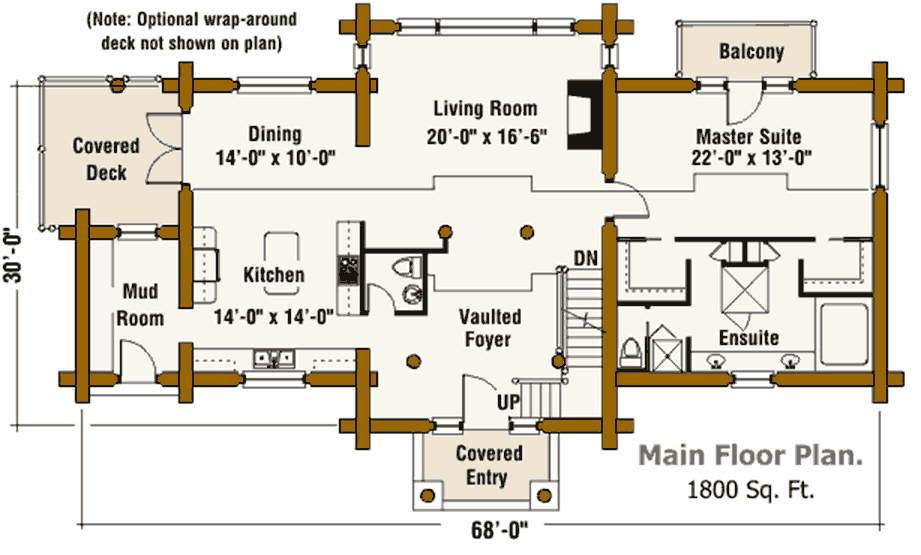 (Note: Optional wrap-around
deck not shown on plan)
Balcony
Living Room
20'-0" x 16'-6"
Dining
14'-0" x 10'-0"
Master Suite
22'-0" x 13'-0"
Covered
Deck
30'-0"
DN
Kitchen
14'-0" x 14'-0"
Mud
Room
Vaulted
Foyer
Ensuite
UP
Covered
Entry
Main Floor Plan.
1800 Sq. Ft.
68'-0"